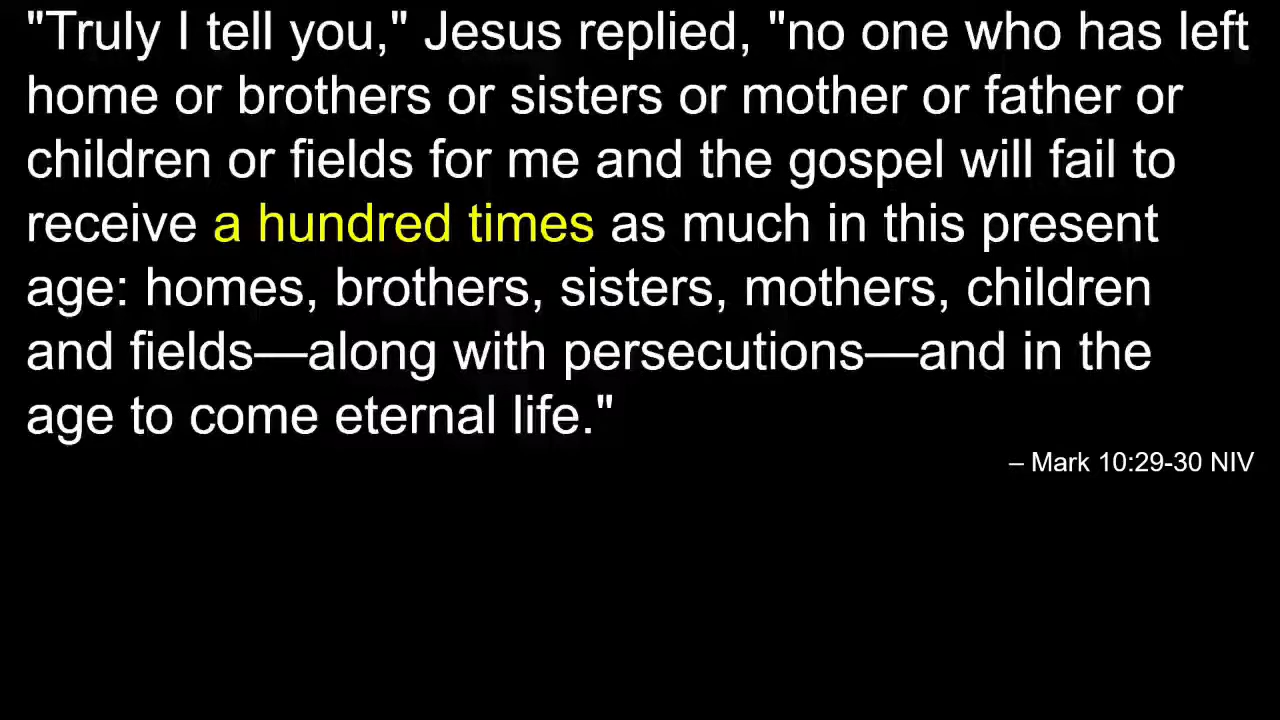 "Truly I tell you," Jesus replied, "no one who has left
home or brothers or sisters or mother or father or
children or fields for me and the gospel will fail to
receive a hundred times as much in this present
age: homes, brothers, sisters, mothers, children
and fields—along with persecutions—and in the
age to come eternal life."
– Mark 10:29-30 NIV